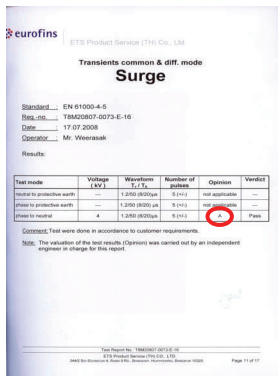 eurofins
ETS Product Service (TH) Co., Ltd.
Transients common & diff. mode
Surge
Standard : EN 61000-4-5
Reg.-no. : T8M20807-0073-E-16
Date : 17.07.2008
Operator : Mr. Weerasak
Results:
Test mode Voltage ( kV ) Waveform T₁ / T₂ Number of pulses Opinion Verdict
neutral to protective earth --- 1.2/50 (8/20)µs 5 (+/-) not applicable ---
phase to protective earth --- 1.2/50 (8/20) µs 5 (+/-) not applicable ---
phase to neutral 4 1.2/50 (8/20)µs 5 (+/-) A Pass
Comment: Test were done in accordance to customer requirements.
Note: The valuation of the test results (Opinion) was carried out by an independent
engineer in charge for this report.
Test Report No. T8M20807-0073-E-16
ETS Product Service (TH) CO., LTD.
Page 11 of 17